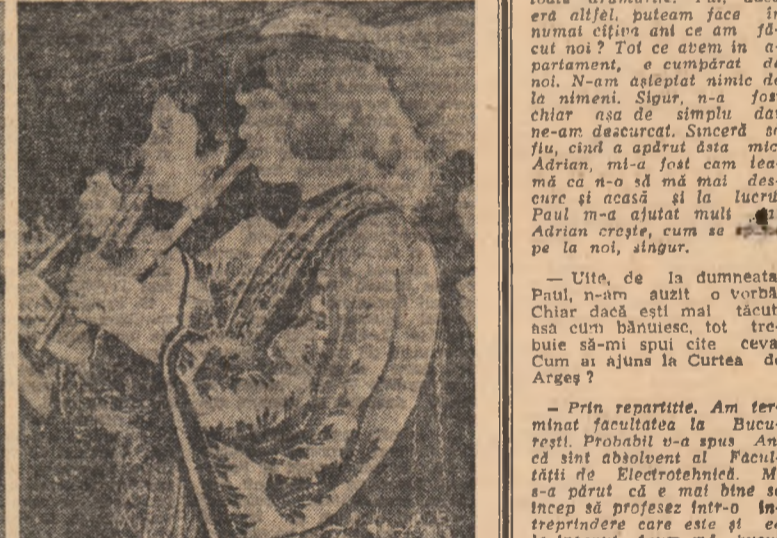 era altfel, puteam face în
numai cîțiva ani ce am fă-
cut noi? Tot ce avem în a-
partament, e cumpărat de
noi. N-am așteptat nimic de
la nimeni. Sigur, n-a fost
chiar așa de simplu dar
ne-am descurcat. Sinceră să
fiu, cînd a apărut ăsta mic
Adrian, mi-a fost cam tea-
mă că n-o să mă mai des-
curc și acasă și la lucru
Paul m-a ajutat mult
Adrian crește, cum se spune
pe la noi, singur.
— Uite, de la dumneata
Paul, n-am auzit o vorbă
Chiar dacă ești mai tăcut
așa cum bănuiesc, tot tre-
buie să-mi spui cîte ceva
Cum ai ajuns la Curtea de
Argeș?
— Prin repartiție. Am ter-
minat facultatea la Bucu-
rești. Probabil v-a spus An
că sînt absolvent al Facul-
tății de Electrotehnică. M
s-a părut că e mai bine să
încep să profesez într-o în-
treprindere care este și e